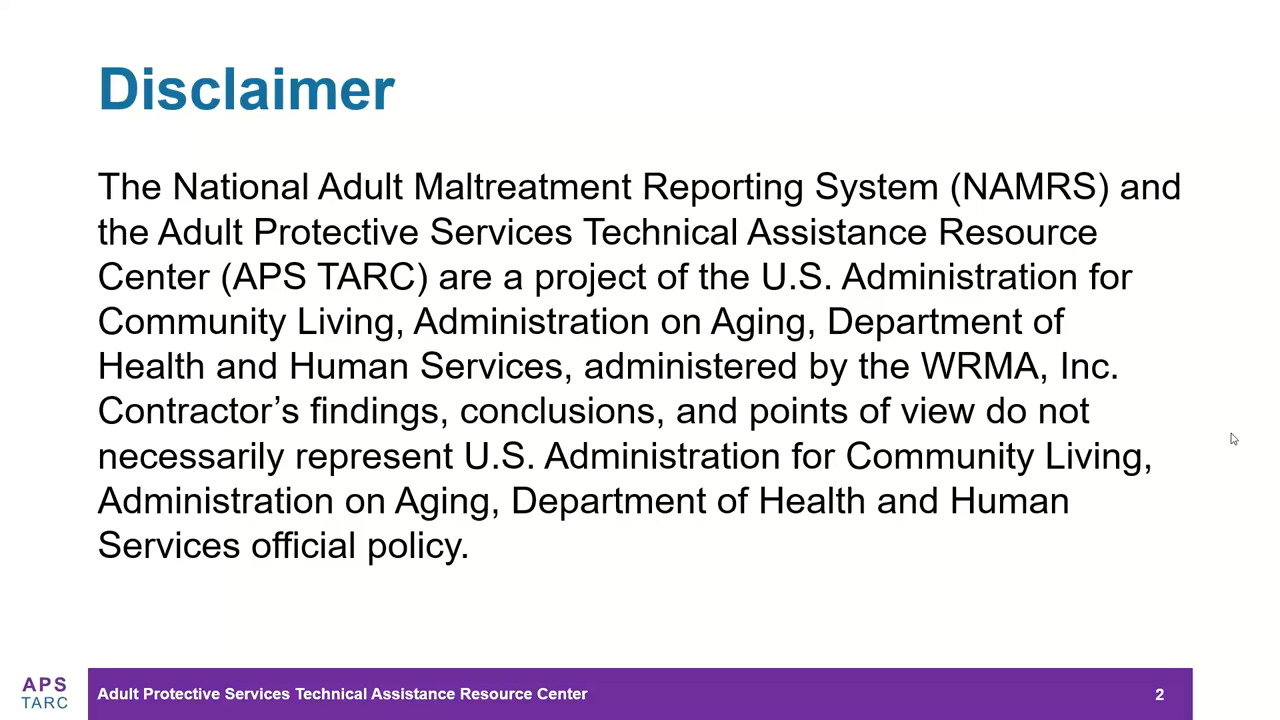 Disclaimer
The National Adult Maltreatment Reporting System (NAMRS) and
the Adult Protective Services Technical Assistance Resource
Center (APS TARC) are a project of the U.S. Administration for
Community Living, Administration on Aging, Department of
Health and Human Services, administered by the WRMA, Inc.
Contractor’s findings, conclusions, and points of view do not
necessarily represent U.S. Administration for Community Living,
Administration on Aging, Department of Health and Human
Services official policy.
APS
TARC
Adult Protective Services Technical Assistance Resource Center
2